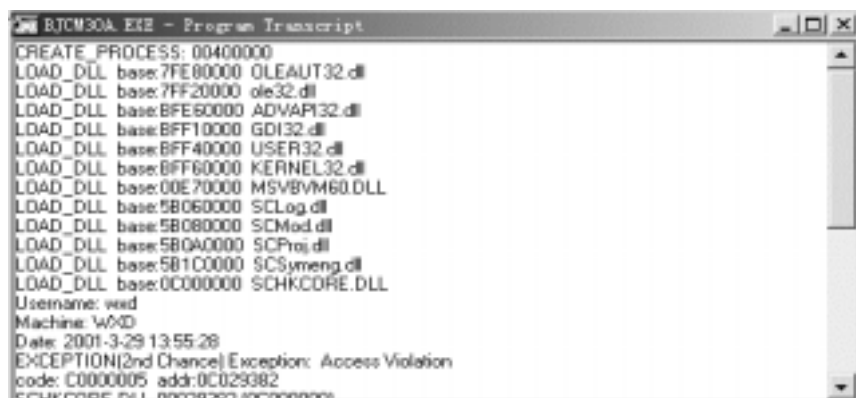 BJCM30A.EXE - Program Transcript
CREATE_PROCESS: 00400000
LOAD_DLL base:7FE80000 OLEAUT32.dll
LOAD_DLL base:7FF20000 ole32.dll
LOAD_DLL base:BFE60000 ADVAPI32.dll
LOAD_DLL base:BFF10000 GDI32.dll
LOAD_DLL base:BFF40000 USER32.dll
LOAD_DLL base:BFF60000 KERNEL32.dll
LOAD_DLL base:00E70000 MSVBVM60.DLL
LOAD_DLL base:5B060000 SCLog.dll
LOAD_DLL base:5B080000 SCMod.dll
LOAD_DLL base:5B0A0000 SCProj.dll
LOAD_DLL base:5B1C0000 SCSymeng.dll
LOAD_DLL base:0C000000 SCHKCORE.DLL
Username: wxd
Machine: WXD
Date: 2001-3-29 13:55:28
EXCEPTION(2nd Chance) Exception: Access Violation
code: C0000005 addr:0C029382
SCHKCORE.DLL 00029382 (0C000000)